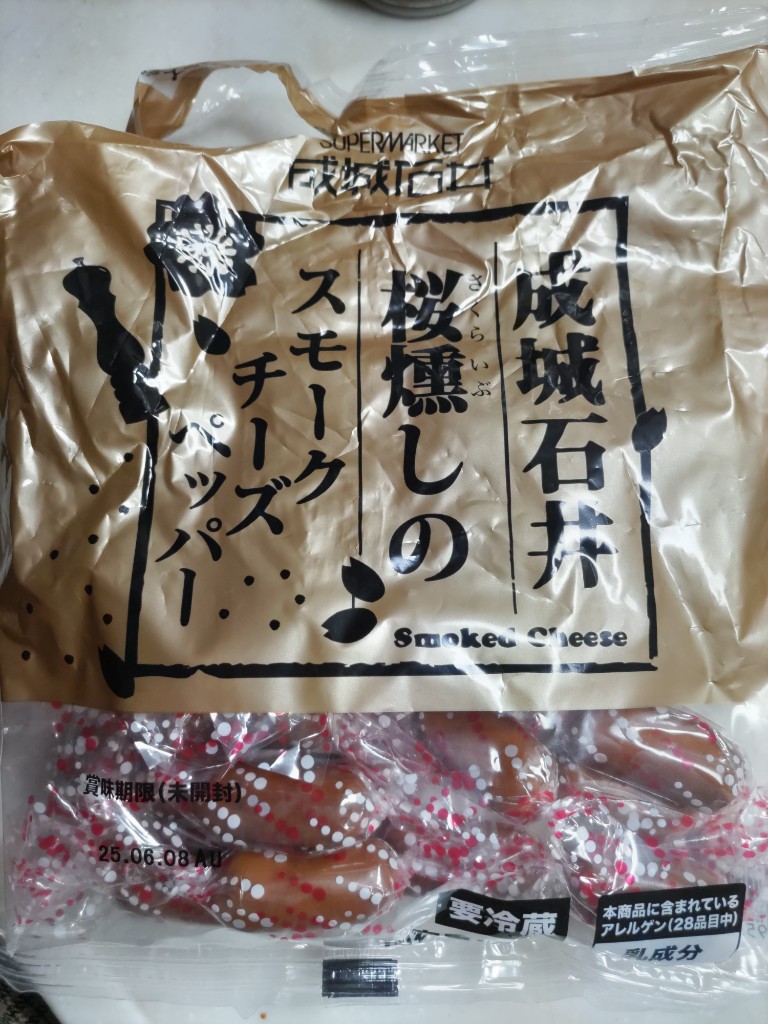 SUPERMARKET
成城石井
成城石井
さくらいぶ
桜燻しの
スモーク
チーズ
ペッパー
Smoked Cheese
賞味期限(未開封)
25.06.08 AU
要冷蔵
本商品に含まれている
アレルゲン(28品目中)
乳成分